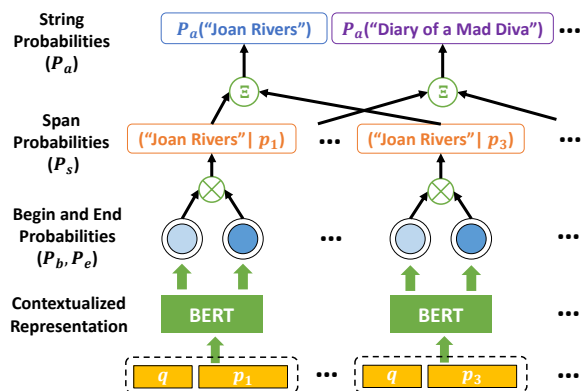 String Probabilities (𝑃ₐ)
𝑃ₐ("Joan Rivers") 𝑃ₐ("Diary of a Mad Diva") •••
Ξ Ξ
Span Probabilities (𝑃ₛ)
("Joan Rivers"| 𝑝₁) ••• ("Joan Rivers"| 𝑝₃) •••
⊗ ⊗
Begin and End Probabilities (𝑃_b, 𝑃ₑ)
••• •••
Contextualized Representation
BERT BERT •••
𝑞 𝑝₁ ••• 𝑞 𝑝₃ •••